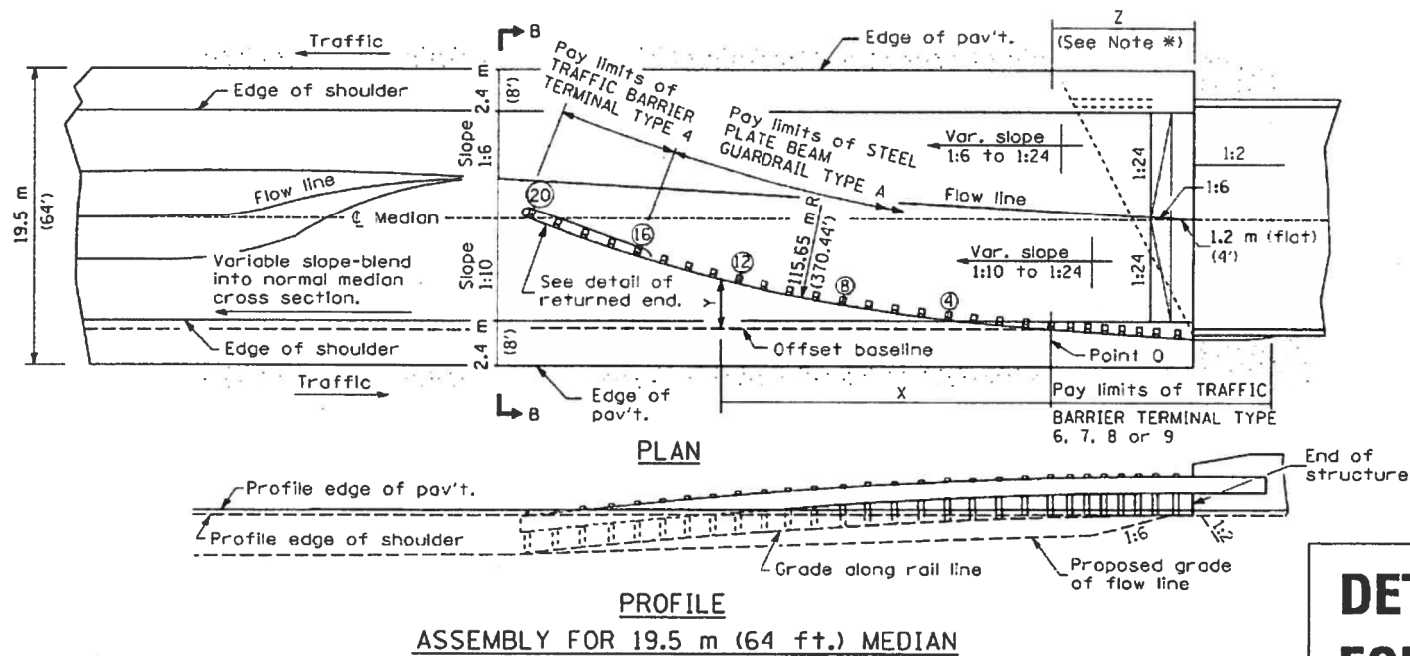 Traffic
B
Z
(See Note *)
Edge of pav't.
Pay limits of
TRAFFIC BARRIER
TERMINAL TYPE 4
Pay limits of STEEL
PLATE BEAM
GUARDRAIL TYPE A
Edge of shoulder
2.4 m
(8')
Slope
1:6
Var. slope
1:6 to 1:24
1:24
1:2
1:6
19.5 m
(64')
Flow line
20
Flow line
℄ Median
16
115.65 m R
(370.44')
1.2 m (flat)
(4')
Variable slope-blend
into normal median
cross section.
Slope
1:10
See detail of
returned end.
12
Y
8
4
Var. slope
1:10 to 1:24
1:24
Edge of shoulder
2.4 m
(8')
Offset baseline
Point O
Traffic
B
Edge of
pav't.
X
Pay limits of TRAFFIC
BARRIER TERMINAL TYPE
6, 7, 8 or 9
PLAN
End of
structure
Profile edge of pav't.
Profile edge of shoulder
1:6
1:2
Grade along rail line
Proposed grade
of flow line
PROFILE
ASSEMBLY FOR 19.5 m (64 ft.) MEDIAN